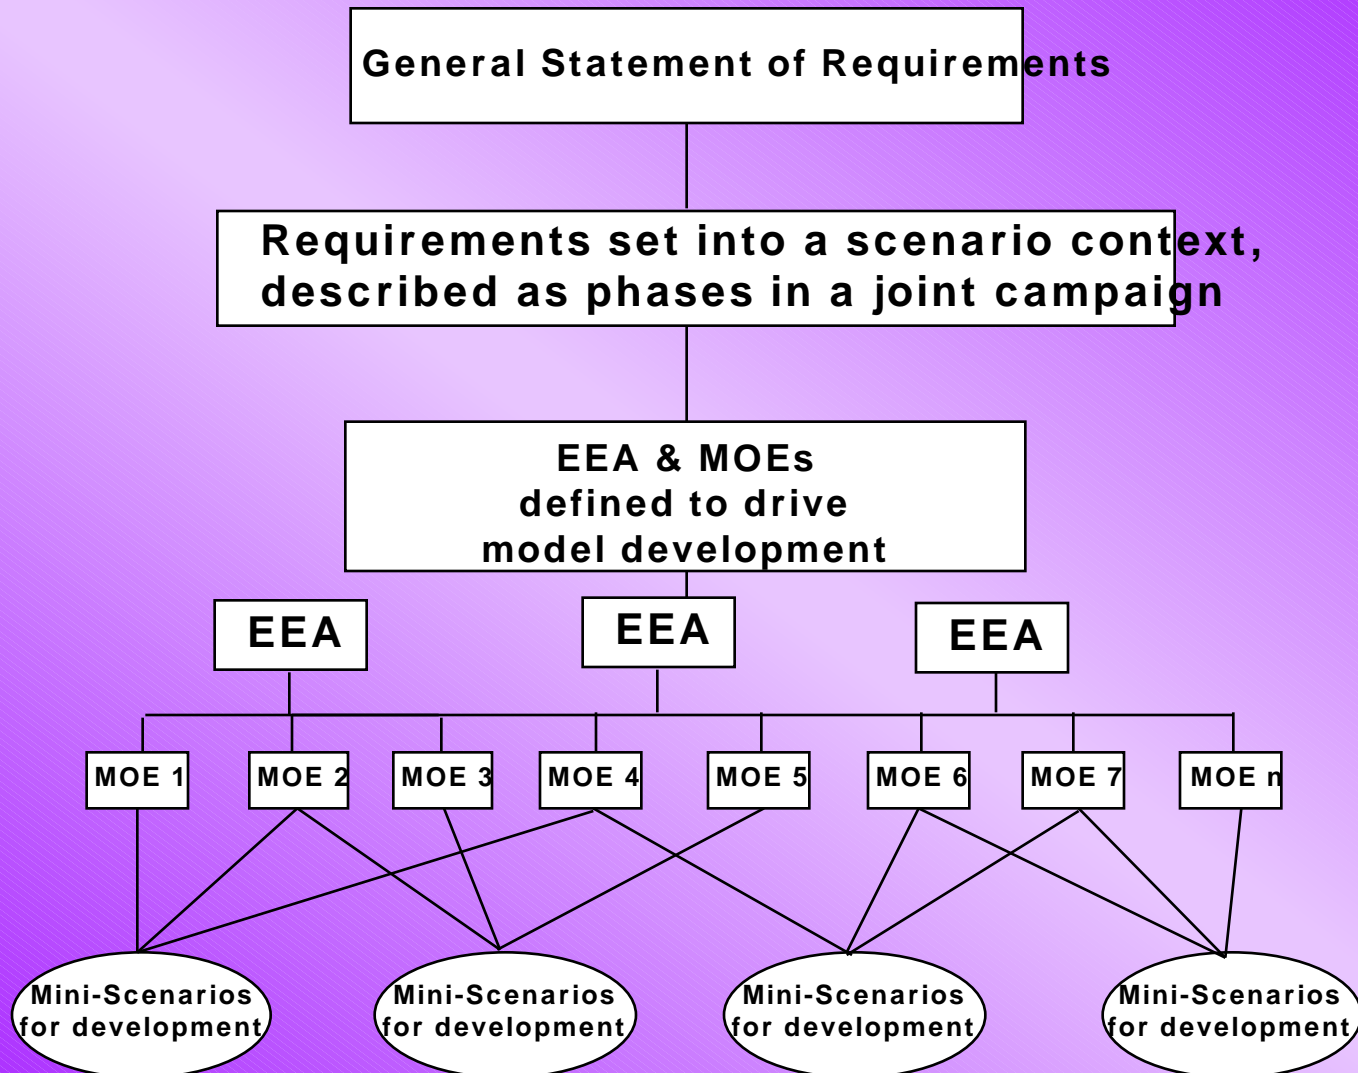 General Statement of Requirements
Requirements set into a scenario context,
described as phases in a joint campaign
EEA & MOEs
defined to drive
model development
EEA
EEA
EEA
MOE 1
MOE 2
MOE 3
MOE 4
MOE 5
MOE 6
MOE 7
MOE n
Mini-Scenarios
for development
Mini-Scenarios
for development
Mini-Scenarios
for development
Mini-Scenarios
for development